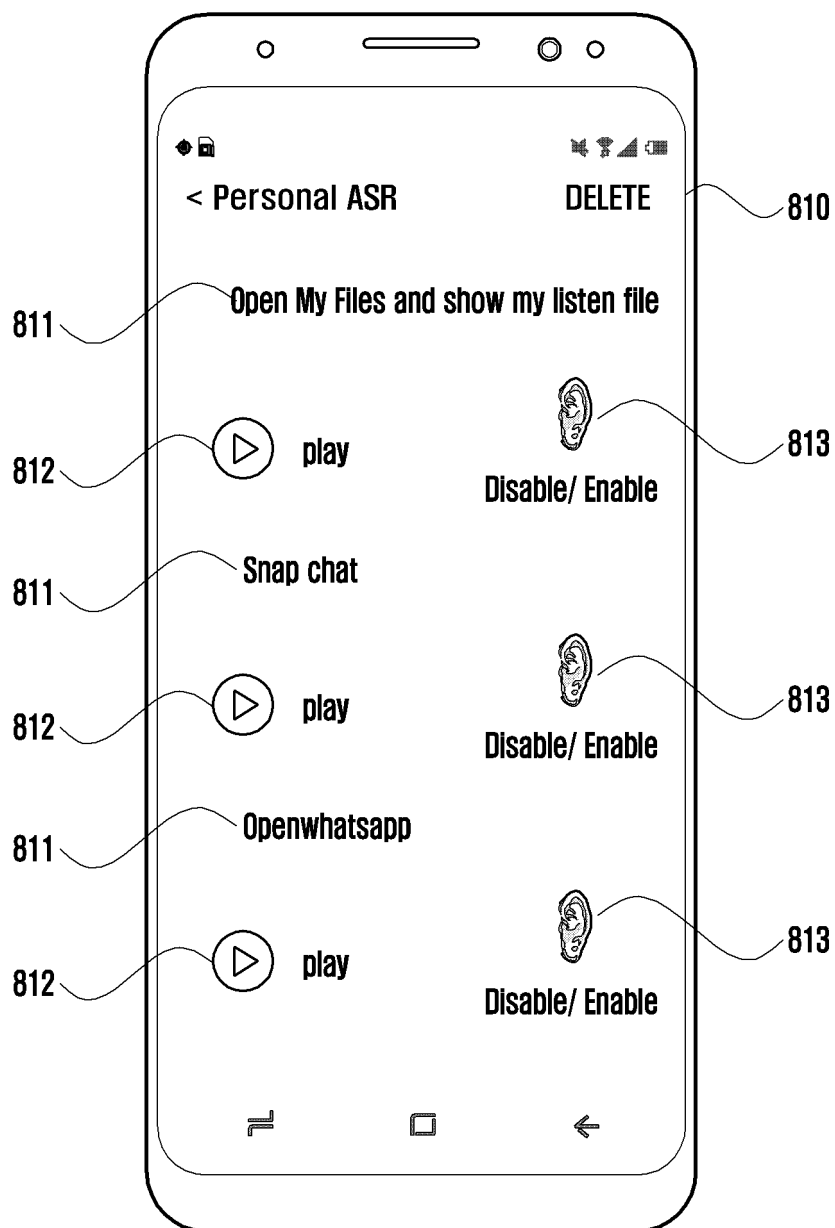 < Personal ASR DELETE
810
Open My Files and show my listen file
811
813
812
play
Disable/ Enable
Snap chat
811
813
812
play
Disable/ Enable
Openwhatsapp
811
813
812
play
Disable/ Enable